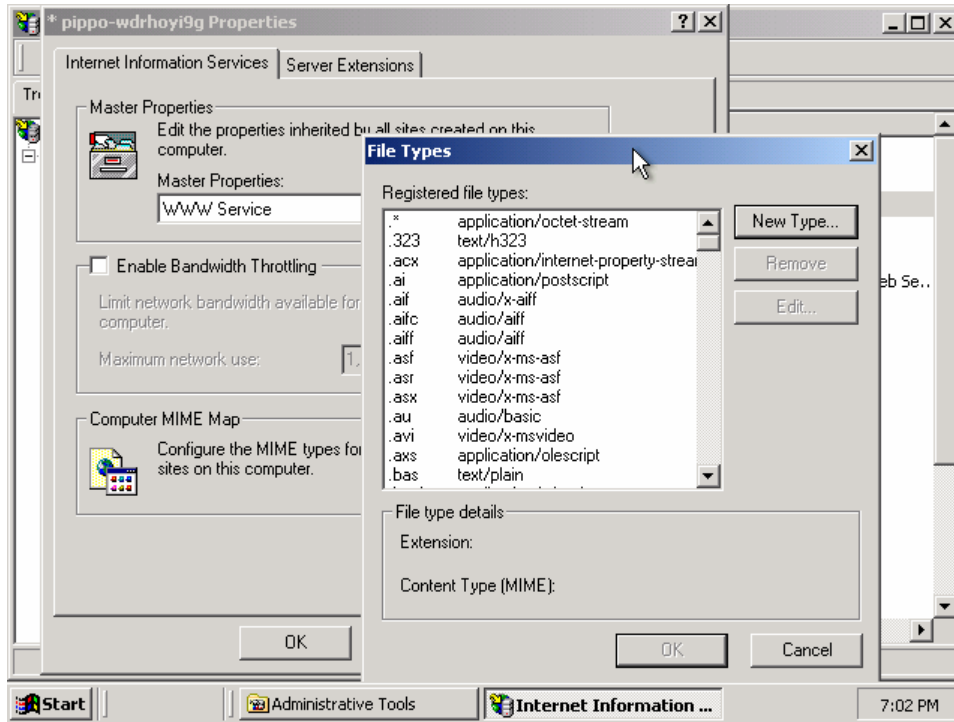 * pippo-wdrhoyi9g Properties
Internet Information Services
Server Extensions
Master Properties
Edit the properties inherited by all sites created on this
computer.
Master Properties:
WWW Service
Enable Bandwidth Throttling
Limit network bandwidth available for
computer.
Maximum network use:
1,
Computer MIME Map
Configure the MIME types for
sites on this computer.
OK
File Types
Registered file types:
.* application/octet-stream
.323 text/h323
.acx application/internet-property-strear
.ai application/postscript
.aif audio/x-aiff
.aifc audio/aiff
.aiff audio/aiff
.asf video/x-ms-asf
.asr video/x-ms-asf
.asx video/x-ms-asf
.au audio/basic
.avi video/x-msvideo
.axs application/olescript
.bas text/plain
New Type...
Remove
Edit...
File type details
Extension:
Content Type (MIME):
OK
Cancel
eb Se..
Start
Administrative Tools
Internet Information ...
7:02 PM